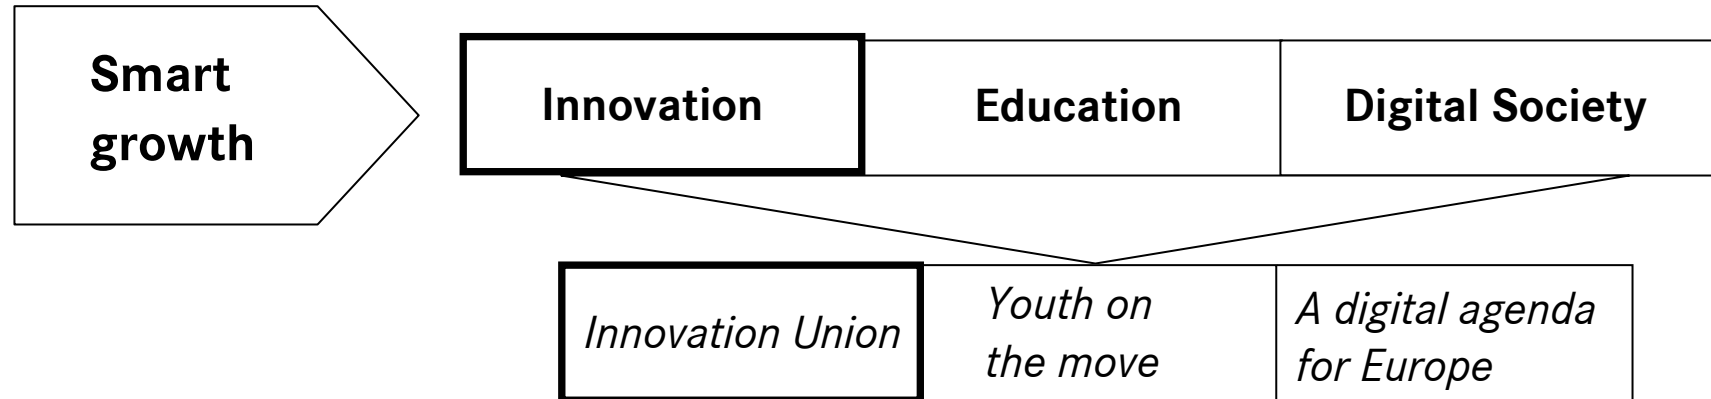 Smart
growth
Innovation
Education
Digital Society
Innovation Union
Youth on
the move
A digital agenda
for Europe